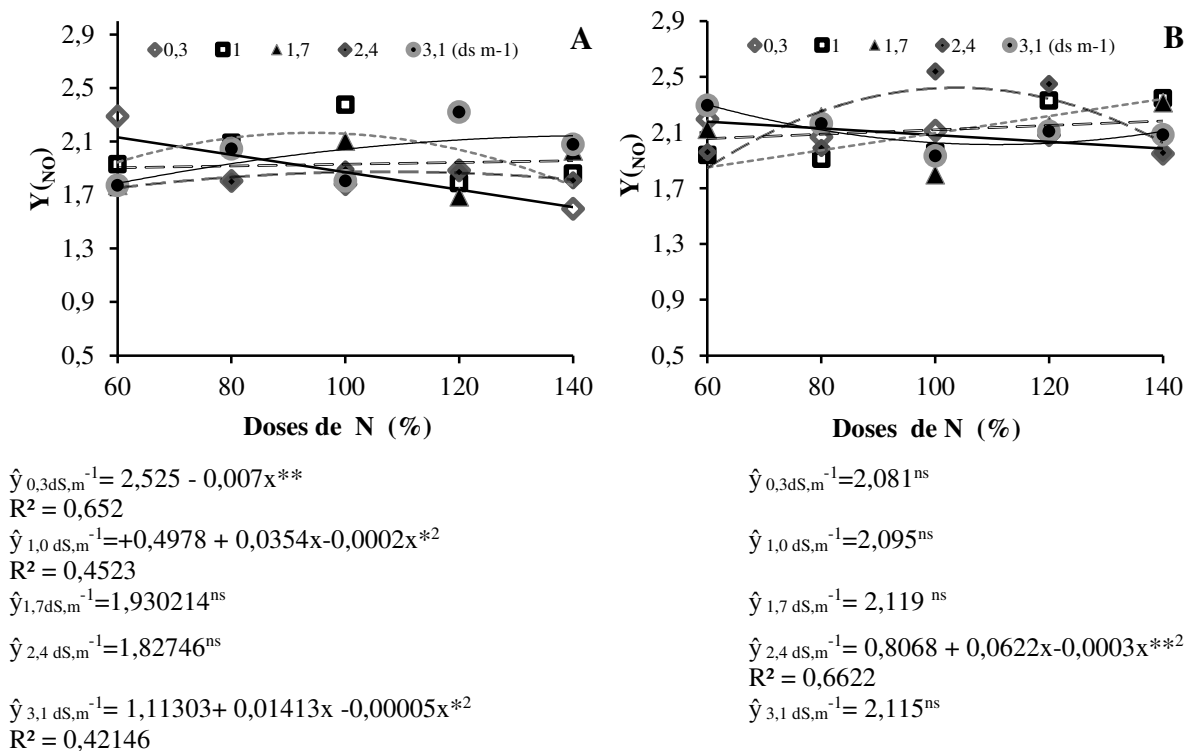 A
0,3 1 1,7 2,4 3,1 (ds m-1)
2,9
2,5
2,1
1,7
1,3
0,9
0,5
Y(NO)
60 80 100 120 140
Doses de N (%)
B
0,3 1 1,7 2,4 3,1 (ds m-1)
2,9
2,5
2,1
1,7
1,3
0,9
0,5
Y(NO)
60 80 100 120 140
Doses de N (%)
ŷ 0,3dS,m⁻¹= 2,525 - 0,007x**
R² = 0,652
ŷ 1,0 dS,m⁻¹=+0,4978 + 0,0354x-0,0002x*²
R² = 0,4523
ŷ1,7dS,m⁻¹=1,930214ⁿˢ
ŷ 2,4 dS,m⁻¹=1,82746ⁿˢ
ŷ 3,1 dS,m⁻¹= 1,11303+ 0,01413x -0,00005x*²
R² = 0,42146
ŷ 0,3dS,m⁻¹=2,081ⁿˢ
ŷ 1,0 dS,m⁻¹=2,095ⁿˢ
ŷ 1,7 dS,m⁻¹= 2,119 ⁿˢ
ŷ 2,4 dS,m⁻¹= 0,8068 + 0,0622x-0,0003x**²
R² = 0,6622
ŷ 3,1 dS,m⁻¹= 2,115ⁿˢ